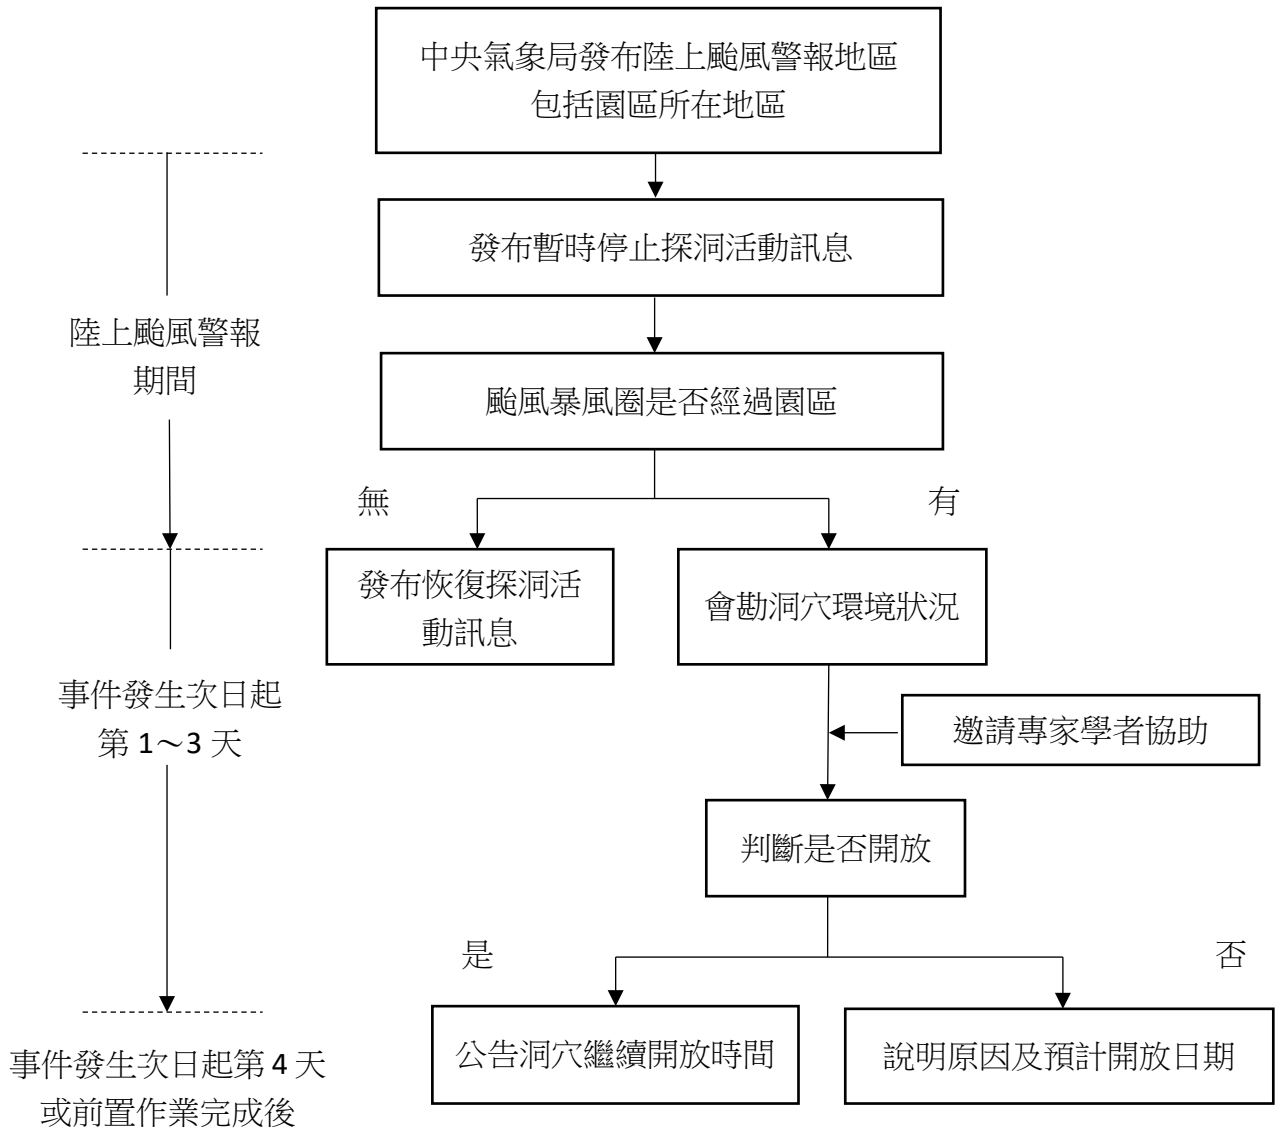 中央氣象局發布陸上颱風警報地區
包括園區所在地區
發布暫時停止探洞活動訊息
陸上颱風警報
期間
颱風暴風圈是否經過園區
無
有
發布恢復探洞活
動訊息
會勘洞穴環境狀況
事件發生次日起
第 1～3 天
邀請專家學者協助
判斷是否開放
是
否
公告洞穴繼續開放時間
說明原因及預計開放日期
事件發生次日起第 4 天
或前置作業完成後